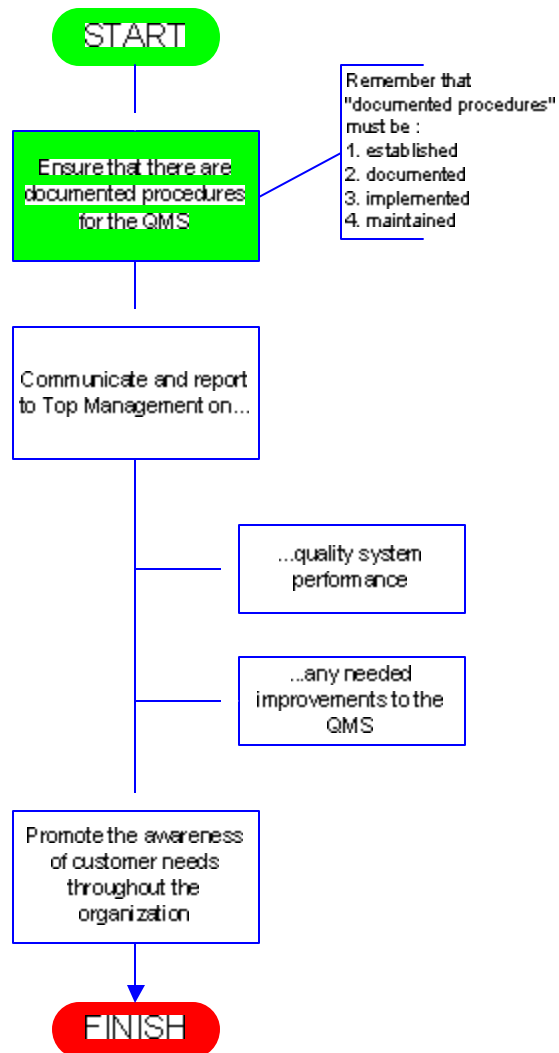 START
Remember that
"documented procedures"
must be :
1. established
2. documented
3. implemented
4. maintained
Ensure that there are
documented procedures
for the QMS
Communicate and report
to Top Management on...
...quality system
performance
...any needed
improvements to the
QMS
Promote the awareness
of customer needs
throughout the
organization
FINISH